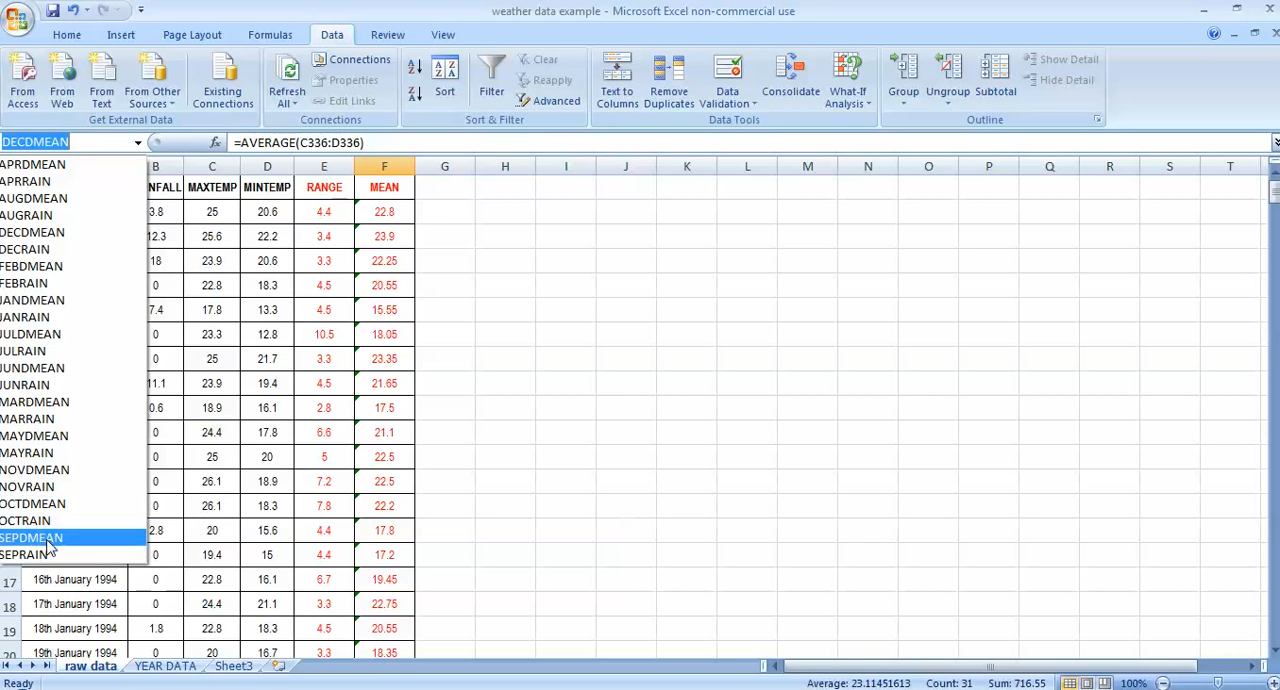 weather data example - Microsoft Excel non-commercial use
Home Insert Page Layout Formulas Data Review View
From Access From Web From Text From Other Sources Existing Connections Refresh All Connections Properties Edit Links Sort Filter Clear Reapply Advanced Text to Columns Remove Duplicates Data Validation Consolidate What-If Analysis Group Ungroup Subtotal Show Detail Hide Detail
Get External Data Connections Sort & Filter Data Tools Outline
DECDMEAN fx =AVERAGE(C336:D336)
B C D E F G H I J K L M N O P Q R S T
NFALL MAXTEMP MINTEMP RANGE MEAN
3.8 25 20.6 4.4 22.8
12.3 25.6 22.2 3.4 23.9
18 23.9 20.6 3.3 22.25
0 22.8 18.3 4.5 20.55
7.4 17.8 13.3 4.5 15.55
0 23.3 12.8 10.5 18.05
0 25 21.7 3.3 23.35
11.1 23.9 19.4 4.5 21.65
0.6 18.9 16.1 2.8 17.5
0 24.4 17.8 6.6 21.1
0 25 20 5 22.5
0 26.1 18.9 7.2 22.5
0 26.1 18.3 7.8 22.2
2.8 20 15.6 4.4 17.8
0 19.4 15 4.4 17.2
17 16th January 1994 0 22.8 16.1 6.7 19.45
18 17th January 1994 0 24.4 21.1 3.3 22.75
19 18th January 1994 1.8 22.8 18.3 4.5 20.55
20 19th January 1994 0 20 16.7 3.3 18.35
APRDMEAN
APRRAIN
AUGDMEAN
AUGRAIN
DECDMEAN
DECRAIN
FEBDMEAN
FEBRAIN
JANDMEAN
JANRAIN
JULDMEAN
JULRAIN
JUNDMEAN
JUNRAIN
MARDMEAN
MARRAIN
MAYDMEAN
MAYRAIN
NOVDMEAN
NOVRAIN
OCTDMEAN
OCTRAIN
SEPDMEAN
SEPRAIN
raw data YEAR DATA Sheet3
Ready Average: 23.11451613 Count: 31 Sum: 716.55 100%